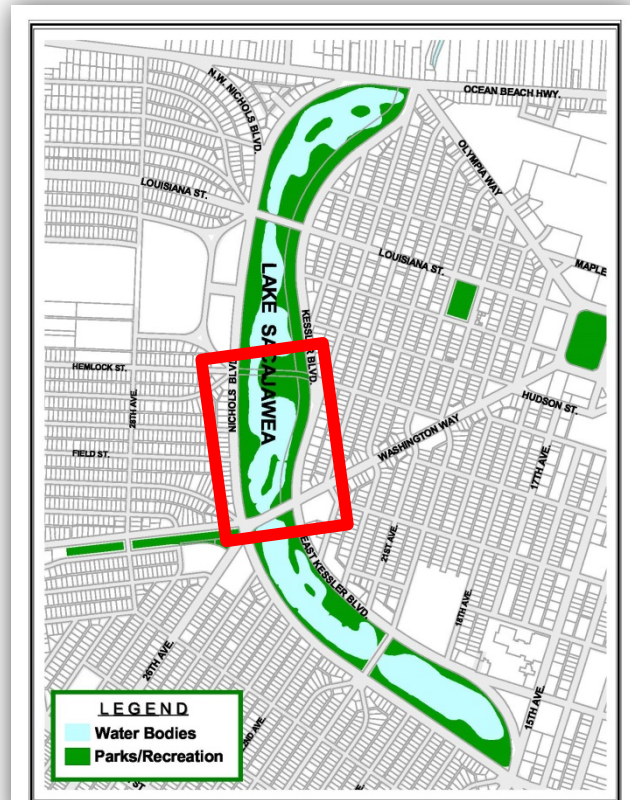 OCEAN BEACH HWY.
N.W. NICHOLS BLVD.
OLYMPIA WAY
LOUISIANA ST.
LOUISIANA ST.
MAPLE
LAKE SACAJAWEA
KESSLER BLVD.
NICHOLS BLVD.
HEMLOCK ST.
28TH AVE.
HUDSON ST.
WASHINGTON WAY
FIELD ST.
17TH AVE.
21ST AVE.
EAST KESSLER BLVD.
18TH AVE.
26TH AVE.
15TH AVE.
ND AVE.
LEGEND
Water Bodies
Parks/Recreation